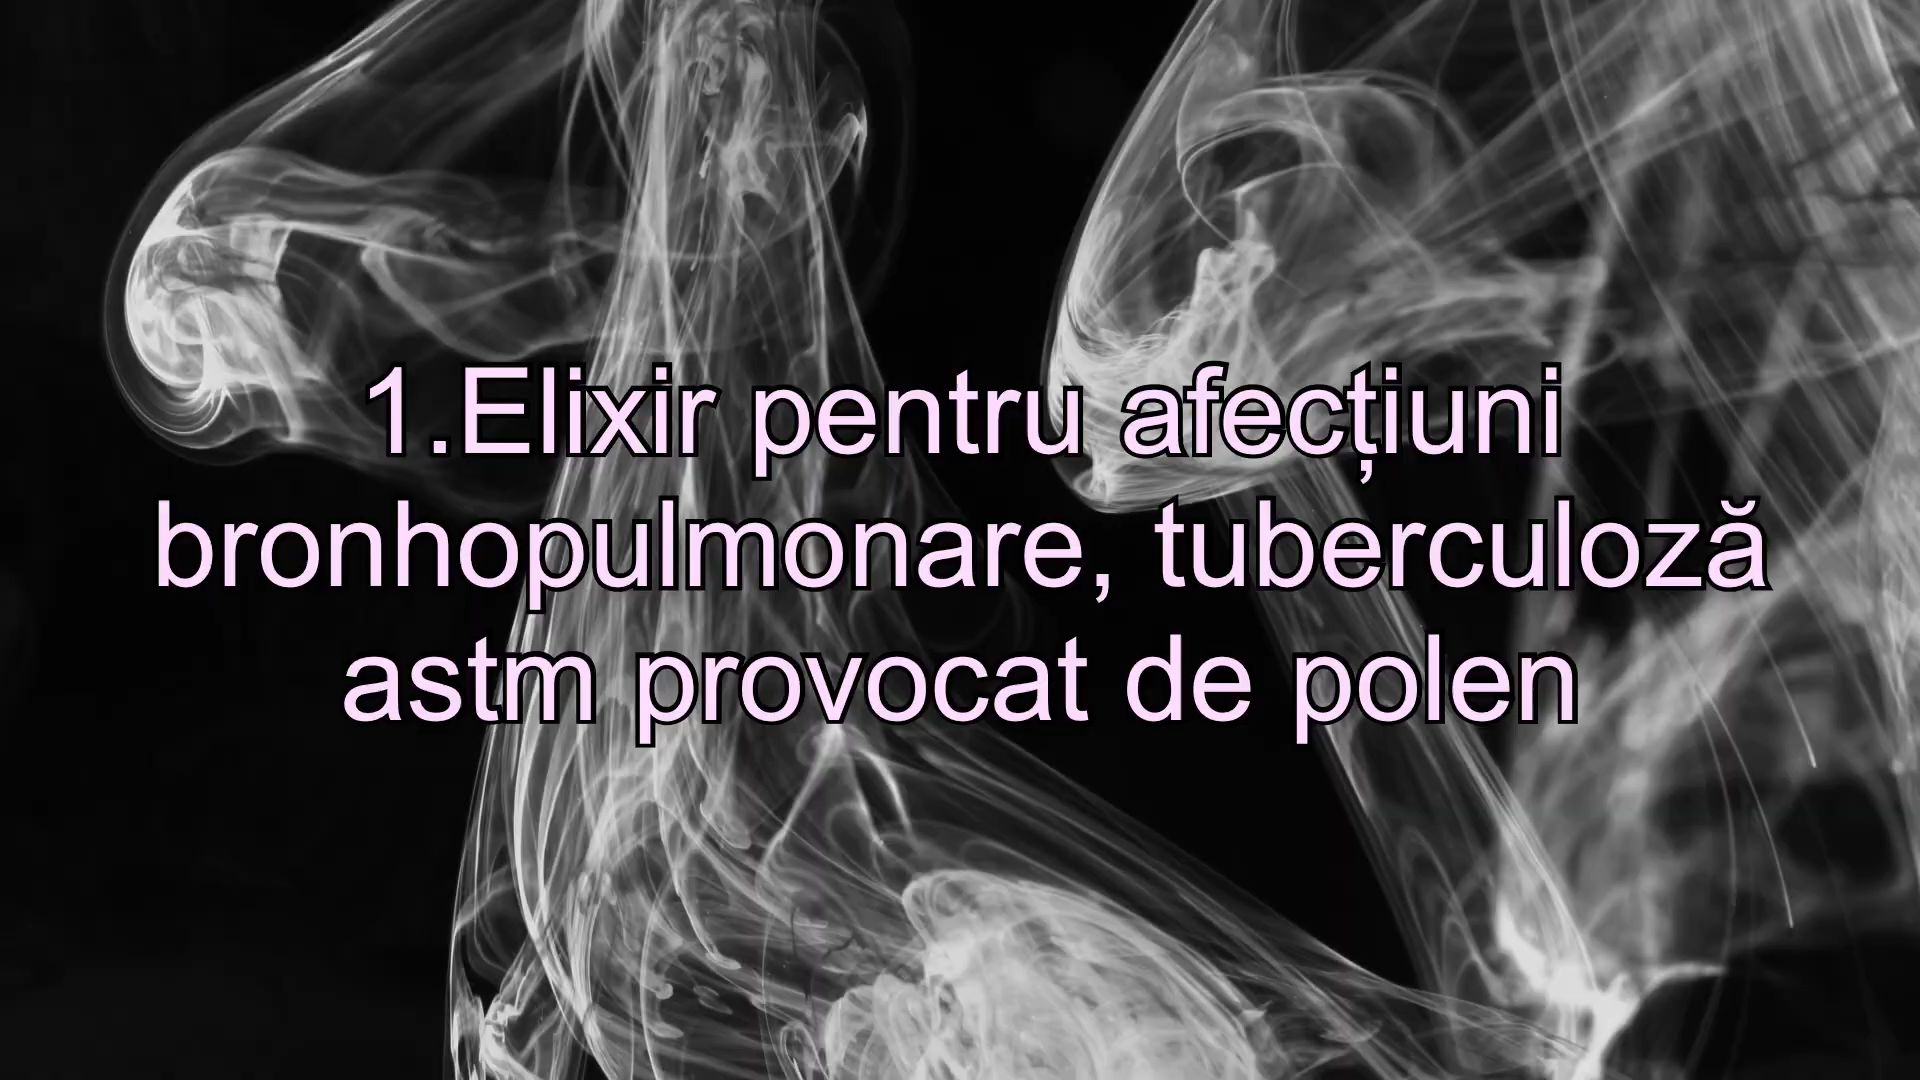 1.Elixir pentru afecțiuni
bronhopulmonare, tuberculoză
astm provocat de polen